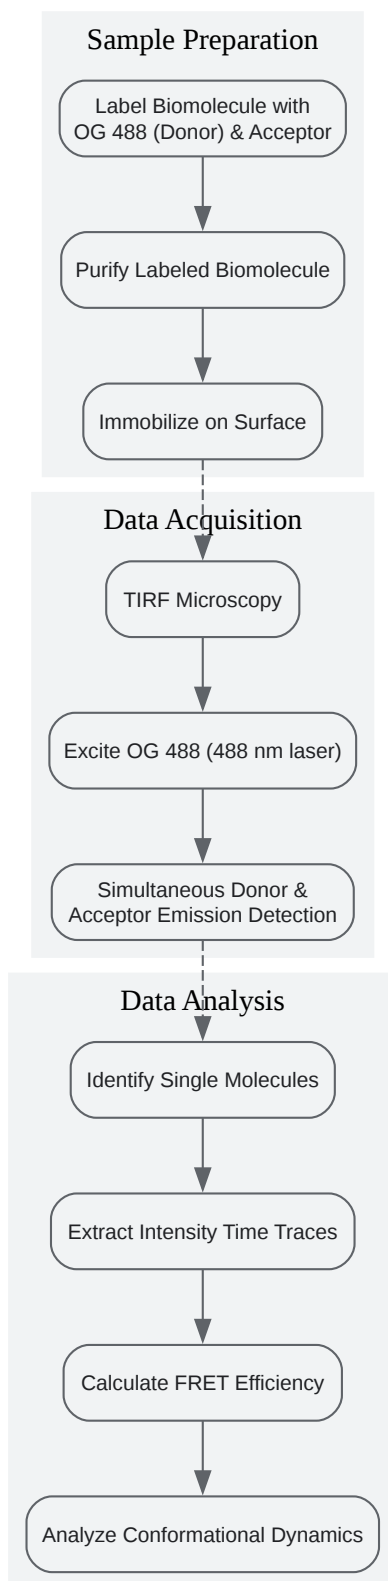 Sample Preparation
Label Biomolecule with
OG 488 (Donor) & Acceptor
Purify Labeled Biomolecule
Immobilize on Surface
Data Acquisition
TIRF Microscopy
Excite OG 488 (488 nm laser)
Simultaneous Donor &
Acceptor Emission Detection
Data Analysis
Identify Single Molecules
Extract Intensity Time Traces
Calculate FRET Efficiency
Analyze Conformational Dynamics